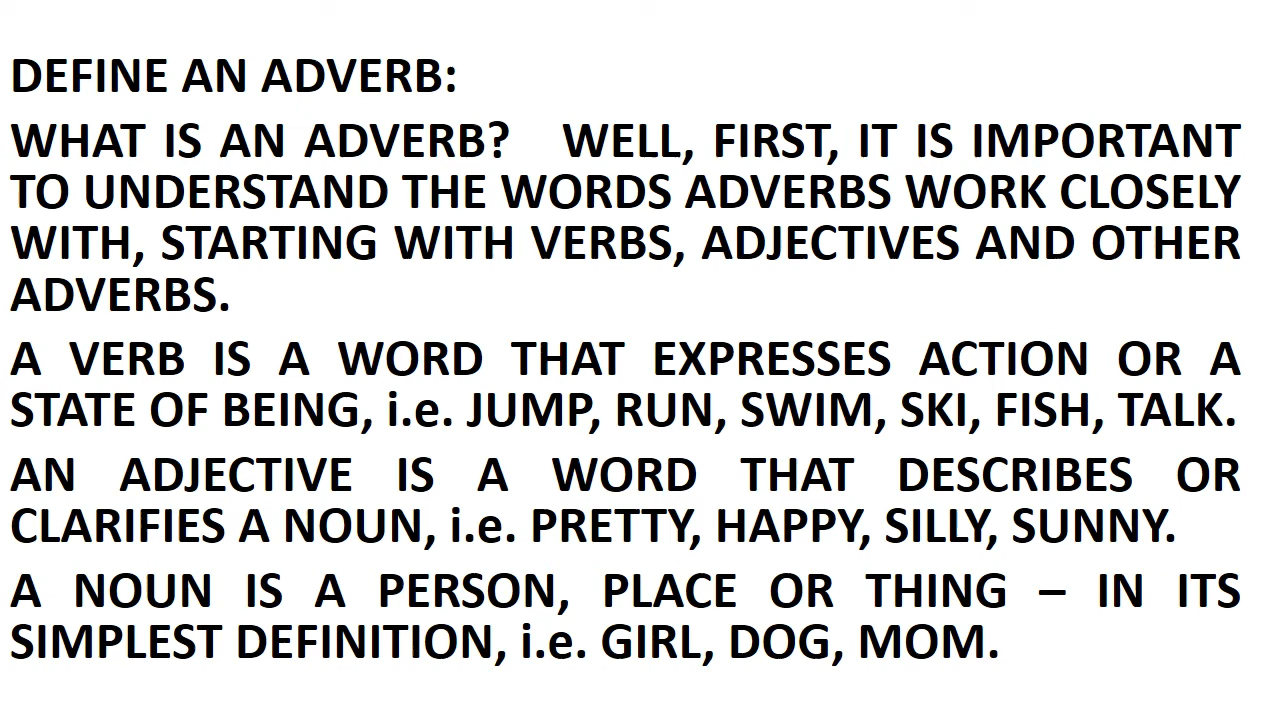 DEFINE AN ADVERB:
WHAT IS AN ADVERB? WELL, FIRST, IT IS IMPORTANT
TO UNDERSTAND THE WORDS ADVERBS WORK CLOSELY
WITH, STARTING WITH VERBS, ADJECTIVES AND OTHER
ADVERBS.
A VERB IS A WORD THAT EXPRESSES ACTION OR A
STATE OF BEING, i.e. JUMP, RUN, SWIM, SKI, FISH, TALK.
AN ADJECTIVE IS A WORD THAT DESCRIBES OR
CLARIFIES A NOUN, i.e. PRETTY, HAPPY, SILLY, SUNNY.
A NOUN IS A PERSON, PLACE OR THING – IN ITS
SIMPLEST DEFINITION, i.e. GIRL, DOG, MOM.